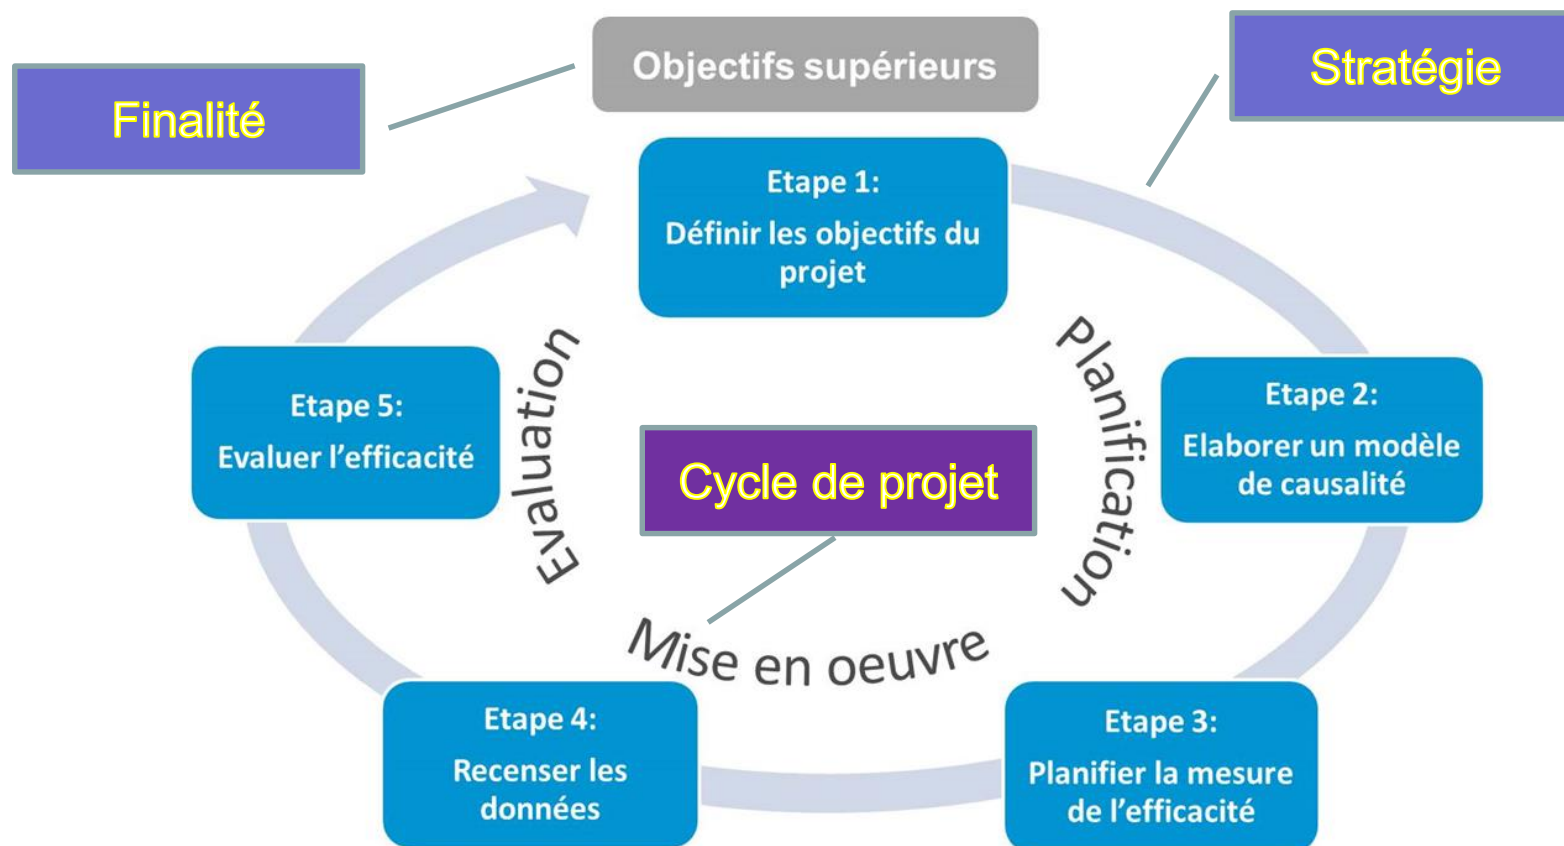 Objectifs supérieurs
Stratégie
Finalité
Etape 1:
Définir les objectifs du
projet
Planification
Etape 2:
Elaborer un modèle
de causalité
Evaluation
Etape 5:
Evaluer l’efficacité
Cycle de projet
Mise en oeuvre
Etape 4:
Recenser les
données
Etape 3:
Planifier la mesure
de l’efficacité